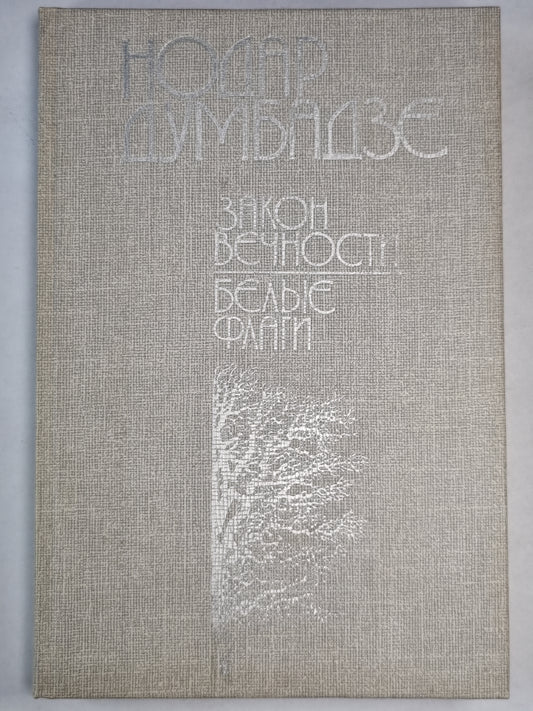 НОДАР
ДУМБАДЗЕ
ЗАКОН
ВЕЧНОСТИ
БЕЛЫЕ
ФЛАГИ